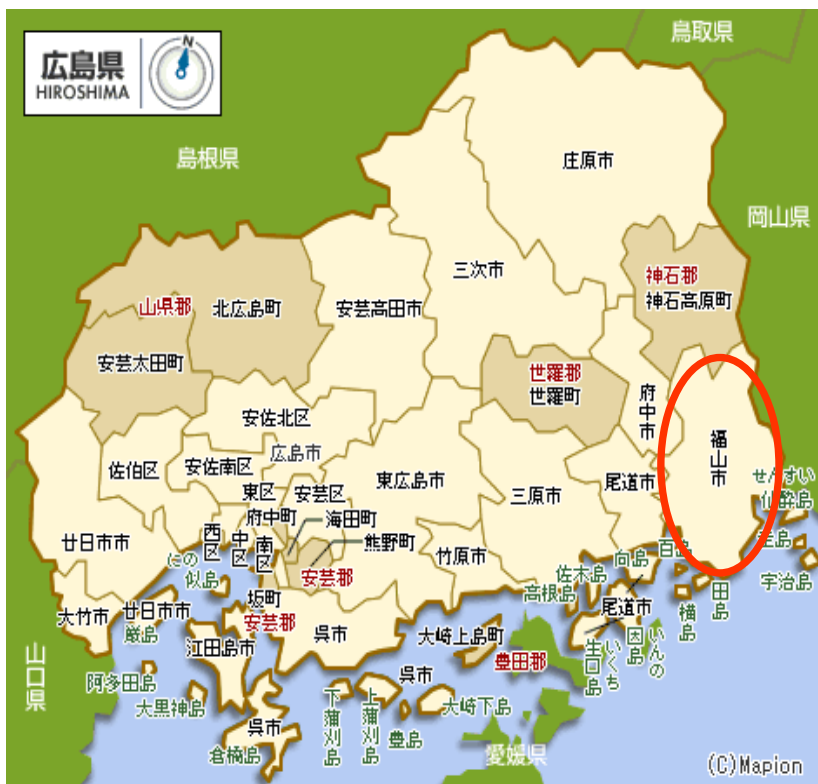 広島県
HIROSHIMA
N
鳥取県
島根県
庄原市
岡山県
三次市
神石郡
神石高原町
山県郡
北広島町
安芸高田市
安芸太田町
世羅郡
世羅町
府中市
福山市
安佐北区
広島市
佐伯区
安佐南区
東区
安芸区
東広島市
三原市
尾道市
せんすい
仙酔島
府中町
海田町
熊野町
竹原市
廿日市市
西区
中区
南区
安芸郡
にの
似島
坂町
安芸郡
佐木島
高根島
向島
百島
走島
宇治島
田島
横島
尾道市
いんの
因島
いくち
生口島
大竹市
廿日市市
厳島
江田島市
呉市
大崎上島町
豊田郡
山口県
阿多田島
大黒神島
呉市
倉橋島
呉市
下蒲刈島
上蒲刈島
豊島
大崎下島
愛媛県
(C)Mapion